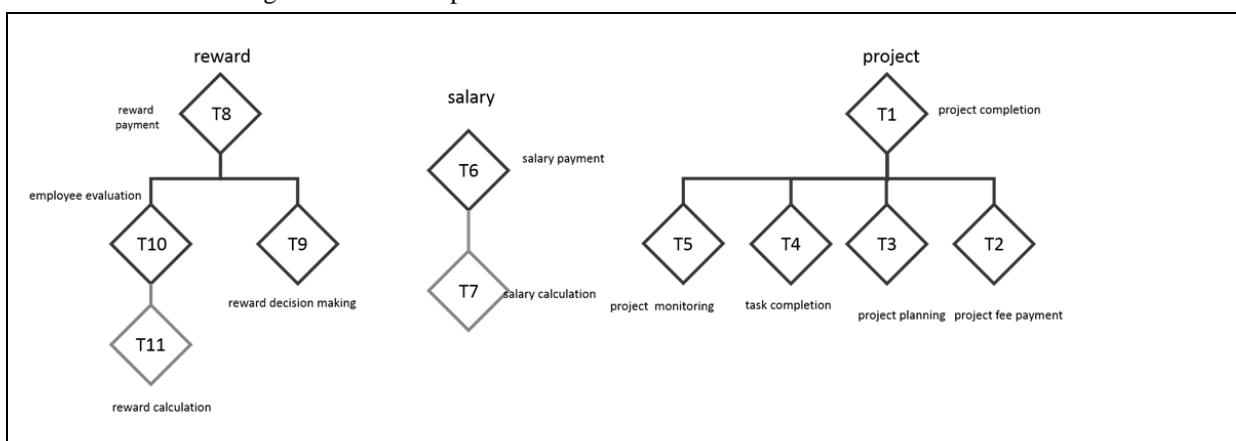 reward
reward
payment
T8
employee evaluation
T10
T9
reward decision making
T11
reward calculation
salary
T6
salary payment
T7
salary calculation
project
T1
project completion
T5
T4
T3
T2
project monitoring
task completion
project planning
project fee payment